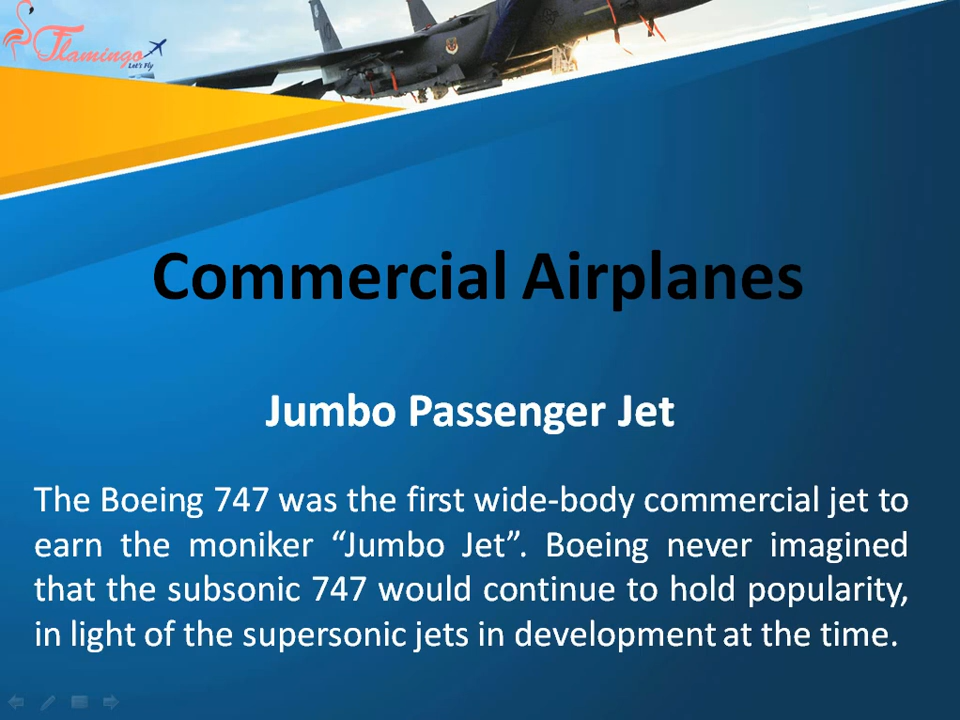 Flamingo
Let's Fly
Commercial Airplanes
Jumbo Passenger Jet
The Boeing 747 was the first wide-body commercial jet to
earn the moniker “Jumbo Jet”. Boeing never imagined
that the subsonic 747 would continue to hold popularity,
in light of the supersonic jets in development at the time.